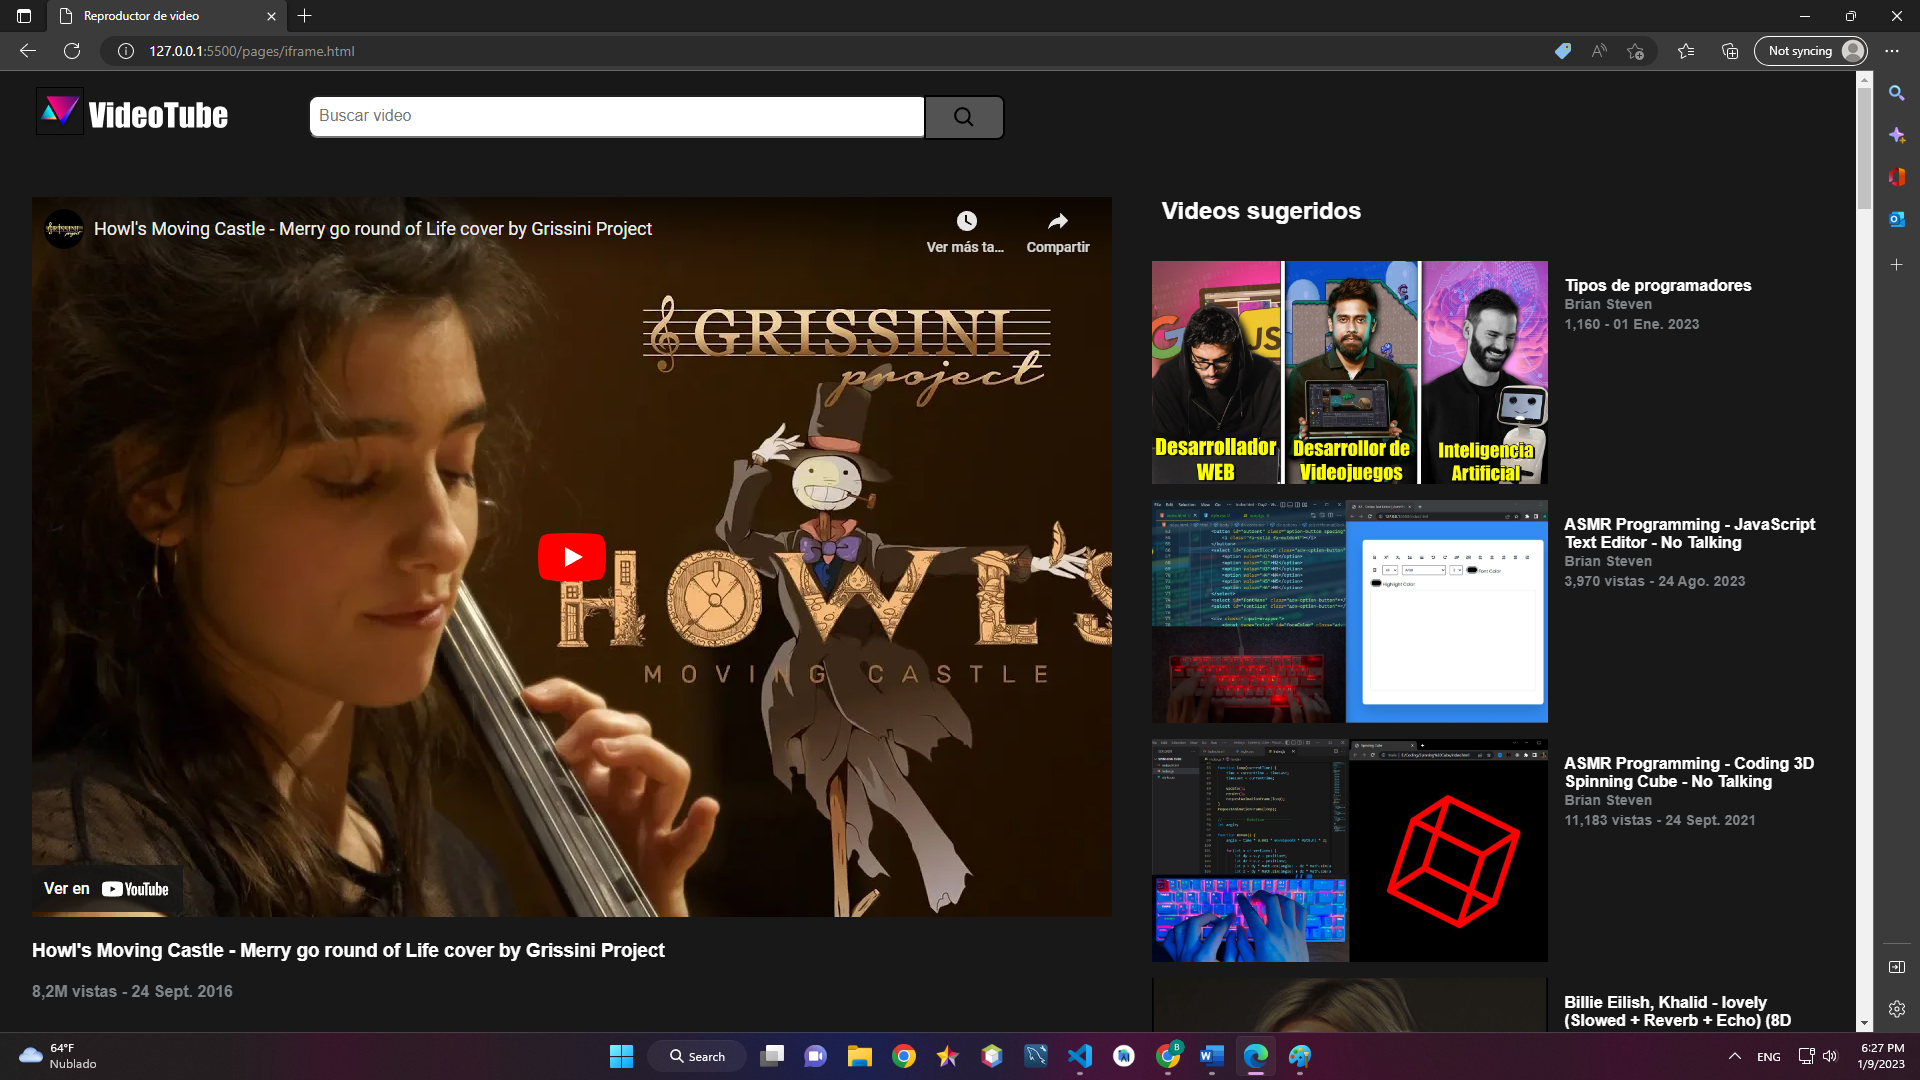 Reproductor de video
127.0.0.1:5500/pages/iframe.html
Not syncing
VideoTube
Buscar video
Howl's Moving Castle - Merry go round of Life cover by Grissini Project
Ver más ta...
Compartir
GRISSINI
project
HOWLS
MOVING CASTLE
Ver en YouTube
Howl's Moving Castle - Merry go round of Life cover by Grissini Project
8,2M vistas - 24 Sept. 2016
Videos sugeridos
Desarrollador
WEB
Desarrollor de
Videojuegos
Inteligencia
Artificial
JS
Tipos de programadores
Brian Steven
1,160 - 01 Ene. 2023
ASMR Programming - JavaScript
Text Editor - No Talking
Brian Steven
3,970 vistas - 24 Ago. 2023
ASMR Programming - Coding 3D
Spinning Cube - No Talking
Brian Steven
11,183 vistas - 24 Sept. 2021
Billie Eilish, Khalid - lovely
(Slowed + Reverb + Echo) (8D
64°F
Nublado
Search
ENG
6:27 PM
1/9/2023